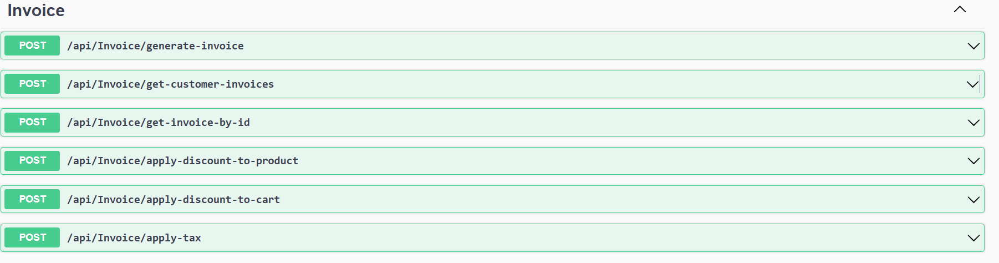 Invoice
POST /api/Invoice/generate-invoice
POST /api/Invoice/get-customer-invoices
POST /api/Invoice/get-invoice-by-id
POST /api/Invoice/apply-discount-to-product
POST /api/Invoice/apply-discount-to-cart
POST /api/Invoice/apply-tax